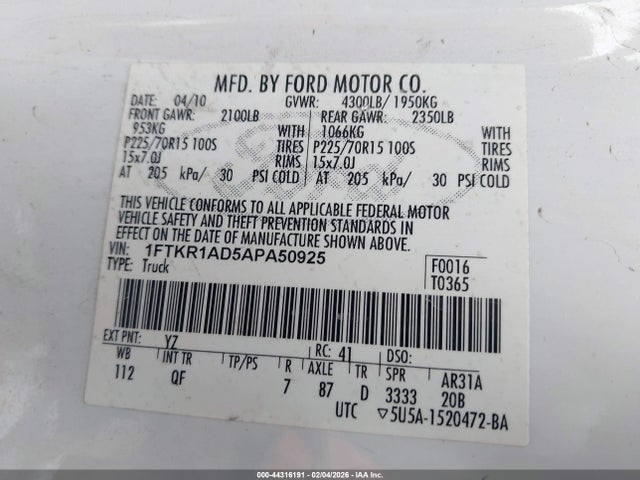 MFD. BY FORD MOTOR CO.
DATE: 04/10 GVWR: 4300LB/ 1950KG
FRONT GAWR: 2100LB REAR GAWR: 2350LB
953KG WITH 1066KG WITH
P225/70R15 100S TIRES P225/70R15 100S TIRES
15x7.0J RIMS 15x7.0J RIMS
AT 205 kPa/ 30 PSI COLD AT 205 kPa/ 30 PSI COLD
THIS VEHICLE CONFORMS TO ALL APPLICABLE FEDERAL MOTOR
VEHICLE SAFETY AND THEFT PREVENTION STANDARDS IN
EFFECT ON THE DATE OF MANUFACTURE SHOWN ABOVE.
VIN: 1FTKR1AD5APA50925 F0016
TYPE: Truck T0365
EXT PNT: YZ RC: 41 DSO:
WB INT TR TP/PS R AXLE TR SPR AR31A
112 QF 7 87 D 3333 20B
UTC ▽5U5A-1520472-BA
Ford
000-44316191 - 02/04/2026 - IAA Inc.